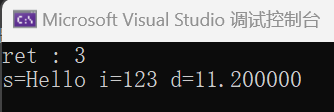 C:\ Microsoft Visual Studio 调试控制台
ret : 3
s=Hello i=123 d=11.200000